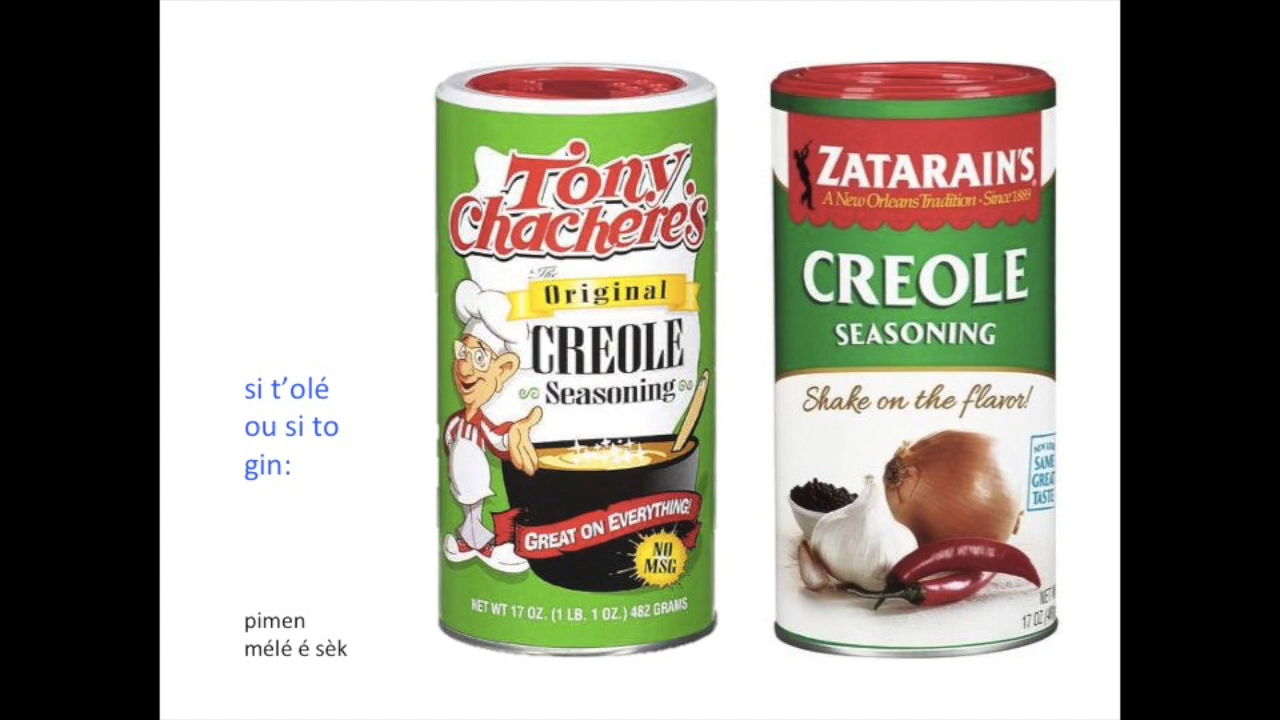 si t’olé
ou si to
gin:
pimen
mélé é sèk
Tony
Chachere's
The
Original
CREOLE
Seasoning
GREAT ON EVERYTHING!
NO
MSG
NET WT 17 OZ. (1 LB. 1 OZ.) 482 GRAMS
ZATARAIN'S
A New Orleans Tradition · Since 1889
CREOLE
SEASONING
Shake on the flavor!
SAME
GREAT
TASTE
17 OZ